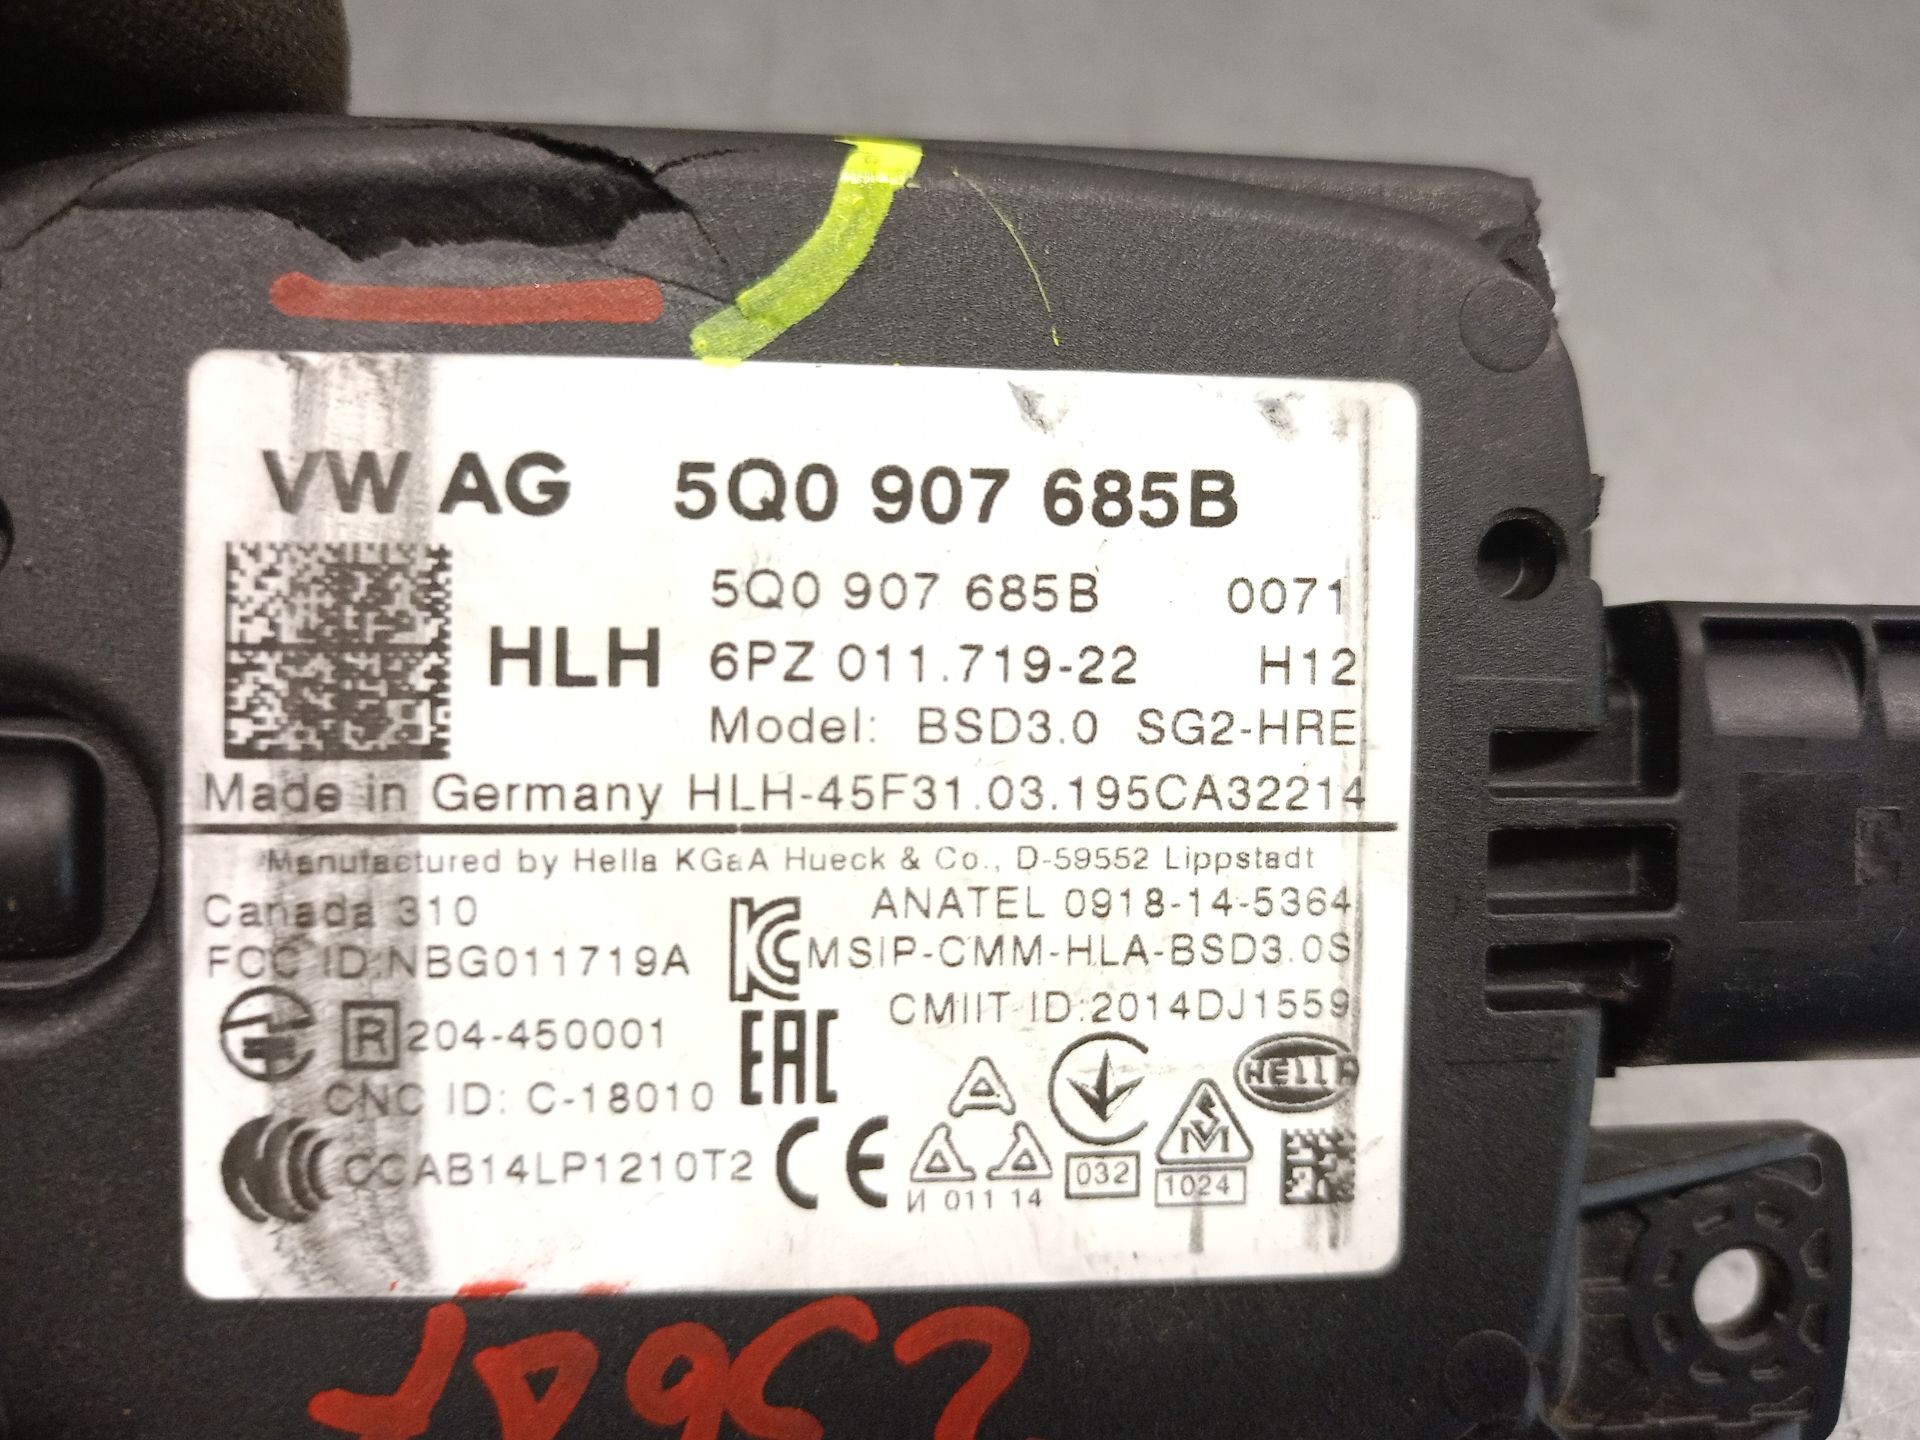 VW AG 5Q0 907 685B
5Q0 907 685B 0071
HLH 6PZ 011.719-22 H12
Model: BSD3.0 SG2-HRE
Made in Germany HLH-45F31.03.195CA32214
Manufactured by Hella KGaA Hueck & Co., D-59552 Lippstadt
Canada 310
ANATEL 0918-14-5364
FCC ID:NBG011719A
MSIP-CMM-HLA-BSD3.0S
CMIIT ID:2014DJ1559
R 204-450001
EAC
HELLA
CNC ID: C-18010
CCAB14LP1210T2
CE
И 011 14
032
1024